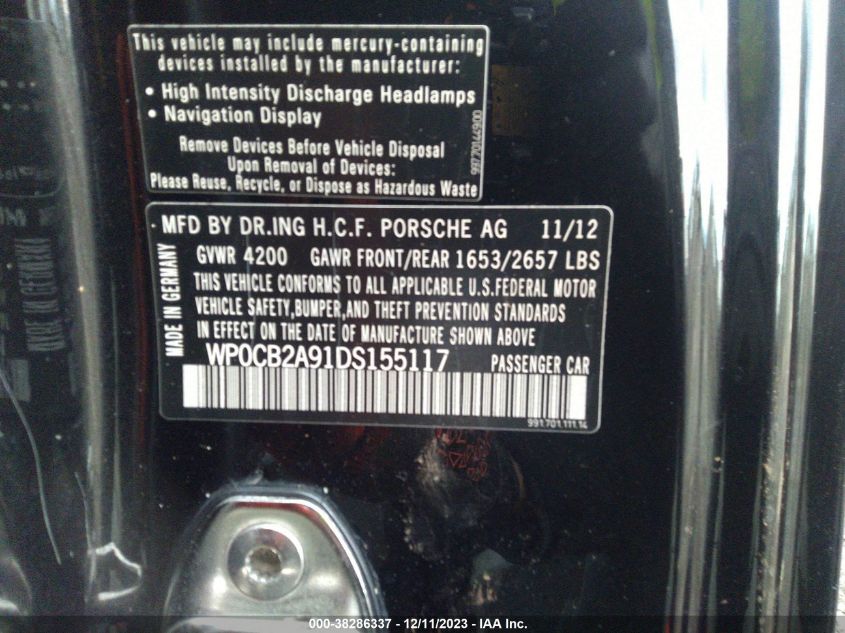 This vehicle may include mercury-containing
devices installed by the manufacturer:
• High Intensity Discharge Headlamps
• Navigation Display
Remove Devices Before Vehicle Disposal
Upon Removal of Devices:
Please Reuse, Recycle, or Dispose as Hazardous Waste
MFD BY DR.ING H.C.F. PORSCHE AG 11/12
GVWR 4200 GAWR FRONT/REAR 1653/2657 LBS
THIS VEHICLE CONFORMS TO ALL APPLICABLE U.S.FEDERAL MOTOR
VEHICLE SAFETY,BUMPER,AND THEFT PREVENTION STANDARDS
IN EFFECT ON THE DATE OF MANUFACTURE SHOWN ABOVE
MADE IN GERMANY
WP0CB2A91DS155117 PASSENGER CAR
991.701.111.14
000-38286337 - 12/11/2023 - IAA Inc.